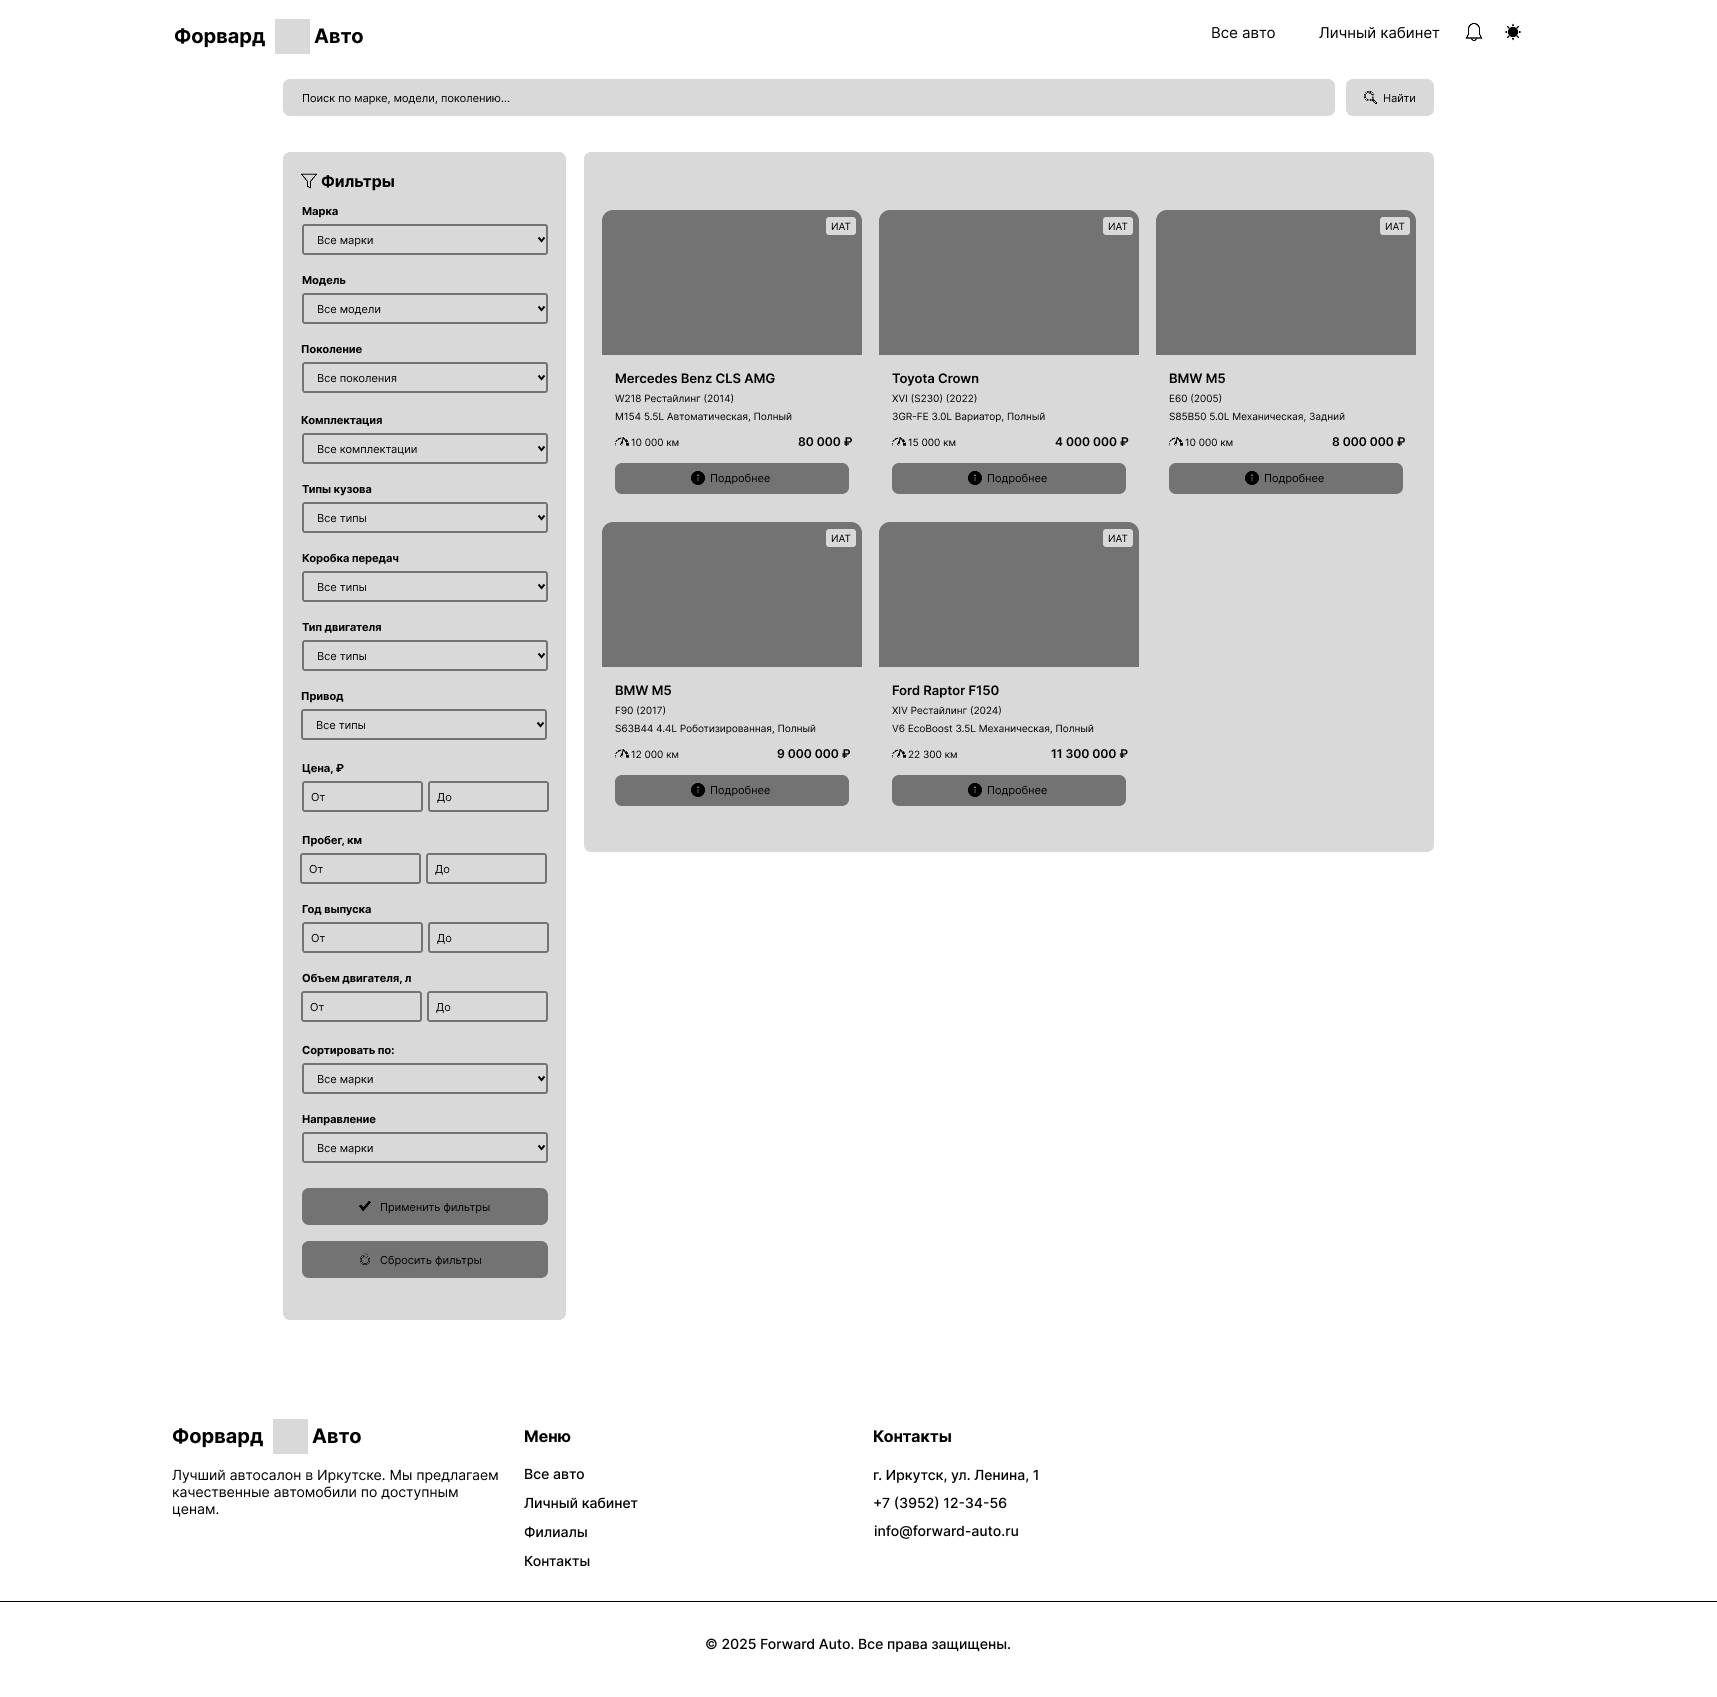 Форвард Авто
Все авто
Личный кабинет
Поиск по марке, модели, поколению...
Найти
Фильтры
Марка
Все марки
Модель
Все модели
Поколение
Все поколения
Комплектация
Все комплектации
Типы кузова
Все типы
Коробка передач
Все типы
Тип двигателя
Все типы
Привод
Все типы
Цена, ₽
От До
Пробег, км
От До
Год выпуска
От До
Объем двигателя, л
От До
Сортировать по:
Все марки
Направление
Все марки
Применить фильтры
Сбросить фильтры
ИАТ
Mercedes Benz CLS AMG
W218 Рестайлинг (2014)
M154 5.5L Автоматическая, Полный
10 000 км 80 000 ₽
Подробнее
ИАТ
Toyota Crown
XVI (S230) (2022)
3GR-FE 3.0L Вариатор, Полный
15 000 км 4 000 000 ₽
Подробнее
ИАТ
BMW M5
E60 (2005)
S85B50 5.0L Механическая, Задний
10 000 км 8 000 000 ₽
Подробнее
ИАТ
BMW M5
F90 (2017)
S63B44 4.4L Роботизированная, Полный
12 000 км 9 000 000 ₽
Подробнее
ИАТ
Ford Raptor F150
XIV Рестайлинг (2024)
V6 EcoBoost 3.5L Механическая, Полный
22 300 км 11 300 000 ₽
Подробнее
Форвард Авто
Лучший автосалон в Иркутске. Мы предлагаем
качественные автомобили по доступным
ценам.
Меню
Все авто
Личный кабинет
Филиалы
Контакты
Контакты
г. Иркутск, ул. Ленина, 1
+7 (3952) 12-34-56
info@forward-auto.ru
© 2025 Forward Auto. Все права защищены.